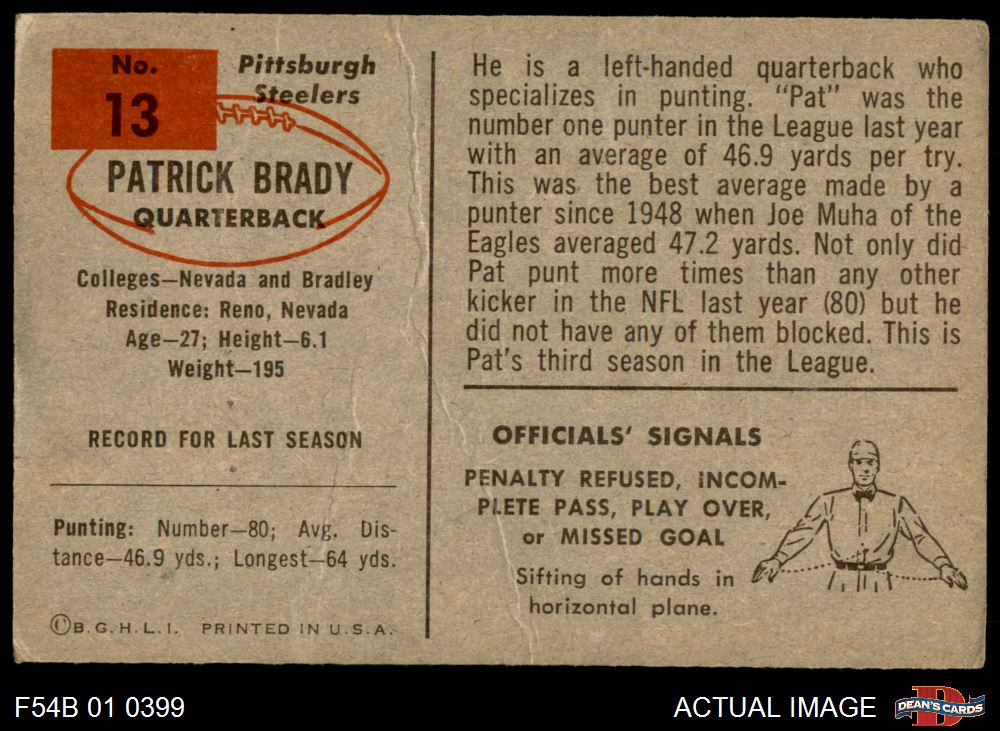 No.
13
Pittsburgh
Steelers
PATRICK BRADY
QUARTERBACK
Colleges—Nevada and Bradley
Residence: Reno, Nevada
Age—27; Height—6.1
Weight—195
RECORD FOR LAST SEASON
Punting: Number—80; Avg. Dis-
tance—46.9 yds.; Longest—64 yds.
©B.G.H.L.I. PRINTED IN U.S.A.
He is a left-handed quarterback who
specializes in punting. "Pat" was the
number one punter in the League last year
with an average of 46.9 yards per try.
This was the best average made by a
punter since 1948 when Joe Muha of the
Eagles averaged 47.2 yards. Not only did
Pat punt more times than any other
kicker in the NFL last year (80) but he
did not have any of them blocked. This is
Pat's third season in the League.
OFFICIALS' SIGNALS
PENALTY REFUSED, INCOM-
PLETE PASS, PLAY OVER,
or MISSED GOAL
Sifting of hands in
horizontal plane.
F54B 01 0399
ACTUAL IMAGE
D
DEAN'S CARDS